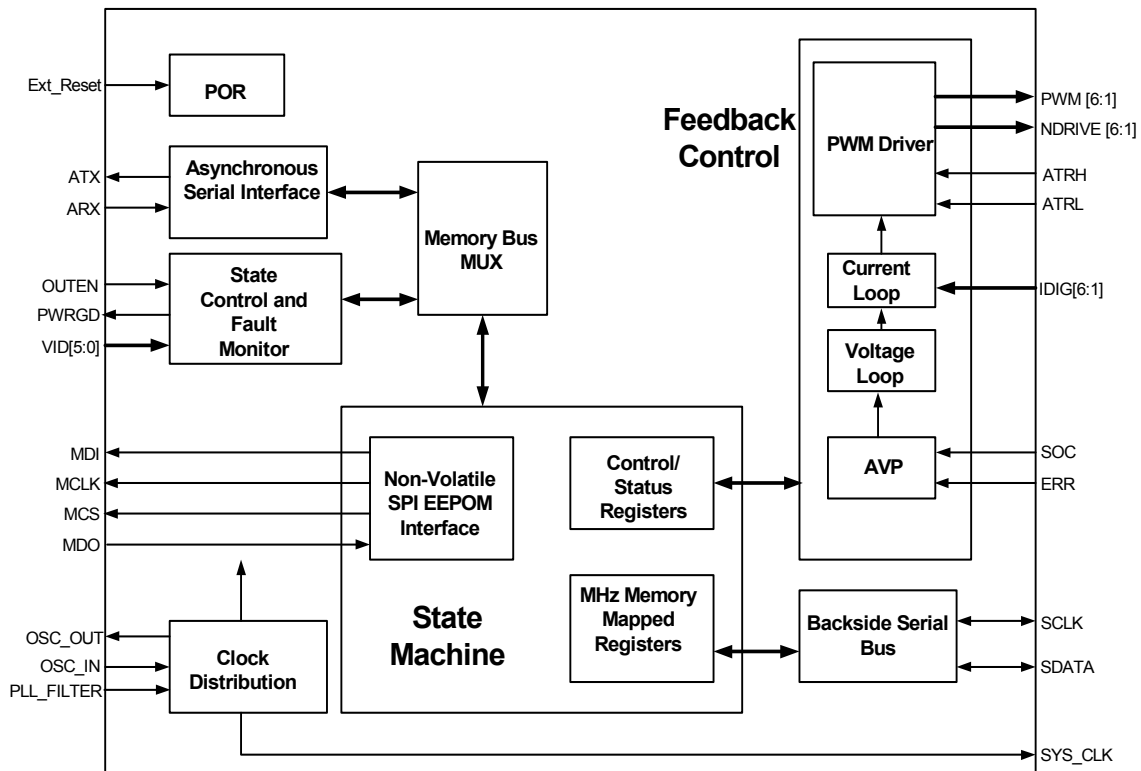 Ext_Reset
POR
ATX
ARX
Asynchronous
Serial Interface
OUTEN
PWRGD
VID[5:0]
State
Control and
Fault
Monitor
Memory Bus
MUX
Feedback
Control
PWM Driver
PWM [6:1]
NDRIVE [6:1]
ATRH
ATRL
Current
Loop
IDIG[6:1]
Voltage
Loop
AVP
SOC
ERR
MDI
MCLK
MCS
MDO
Non-Volatile
SPI EEPOM
Interface
Control/
Status
Registers
State
Machine
MHz Memory
Mapped
Registers
Backside Serial
Bus
SCLK
SDATA
OSC_OUT
OSC_IN
PLL_FILTER
Clock
Distribution
SYS_CLK